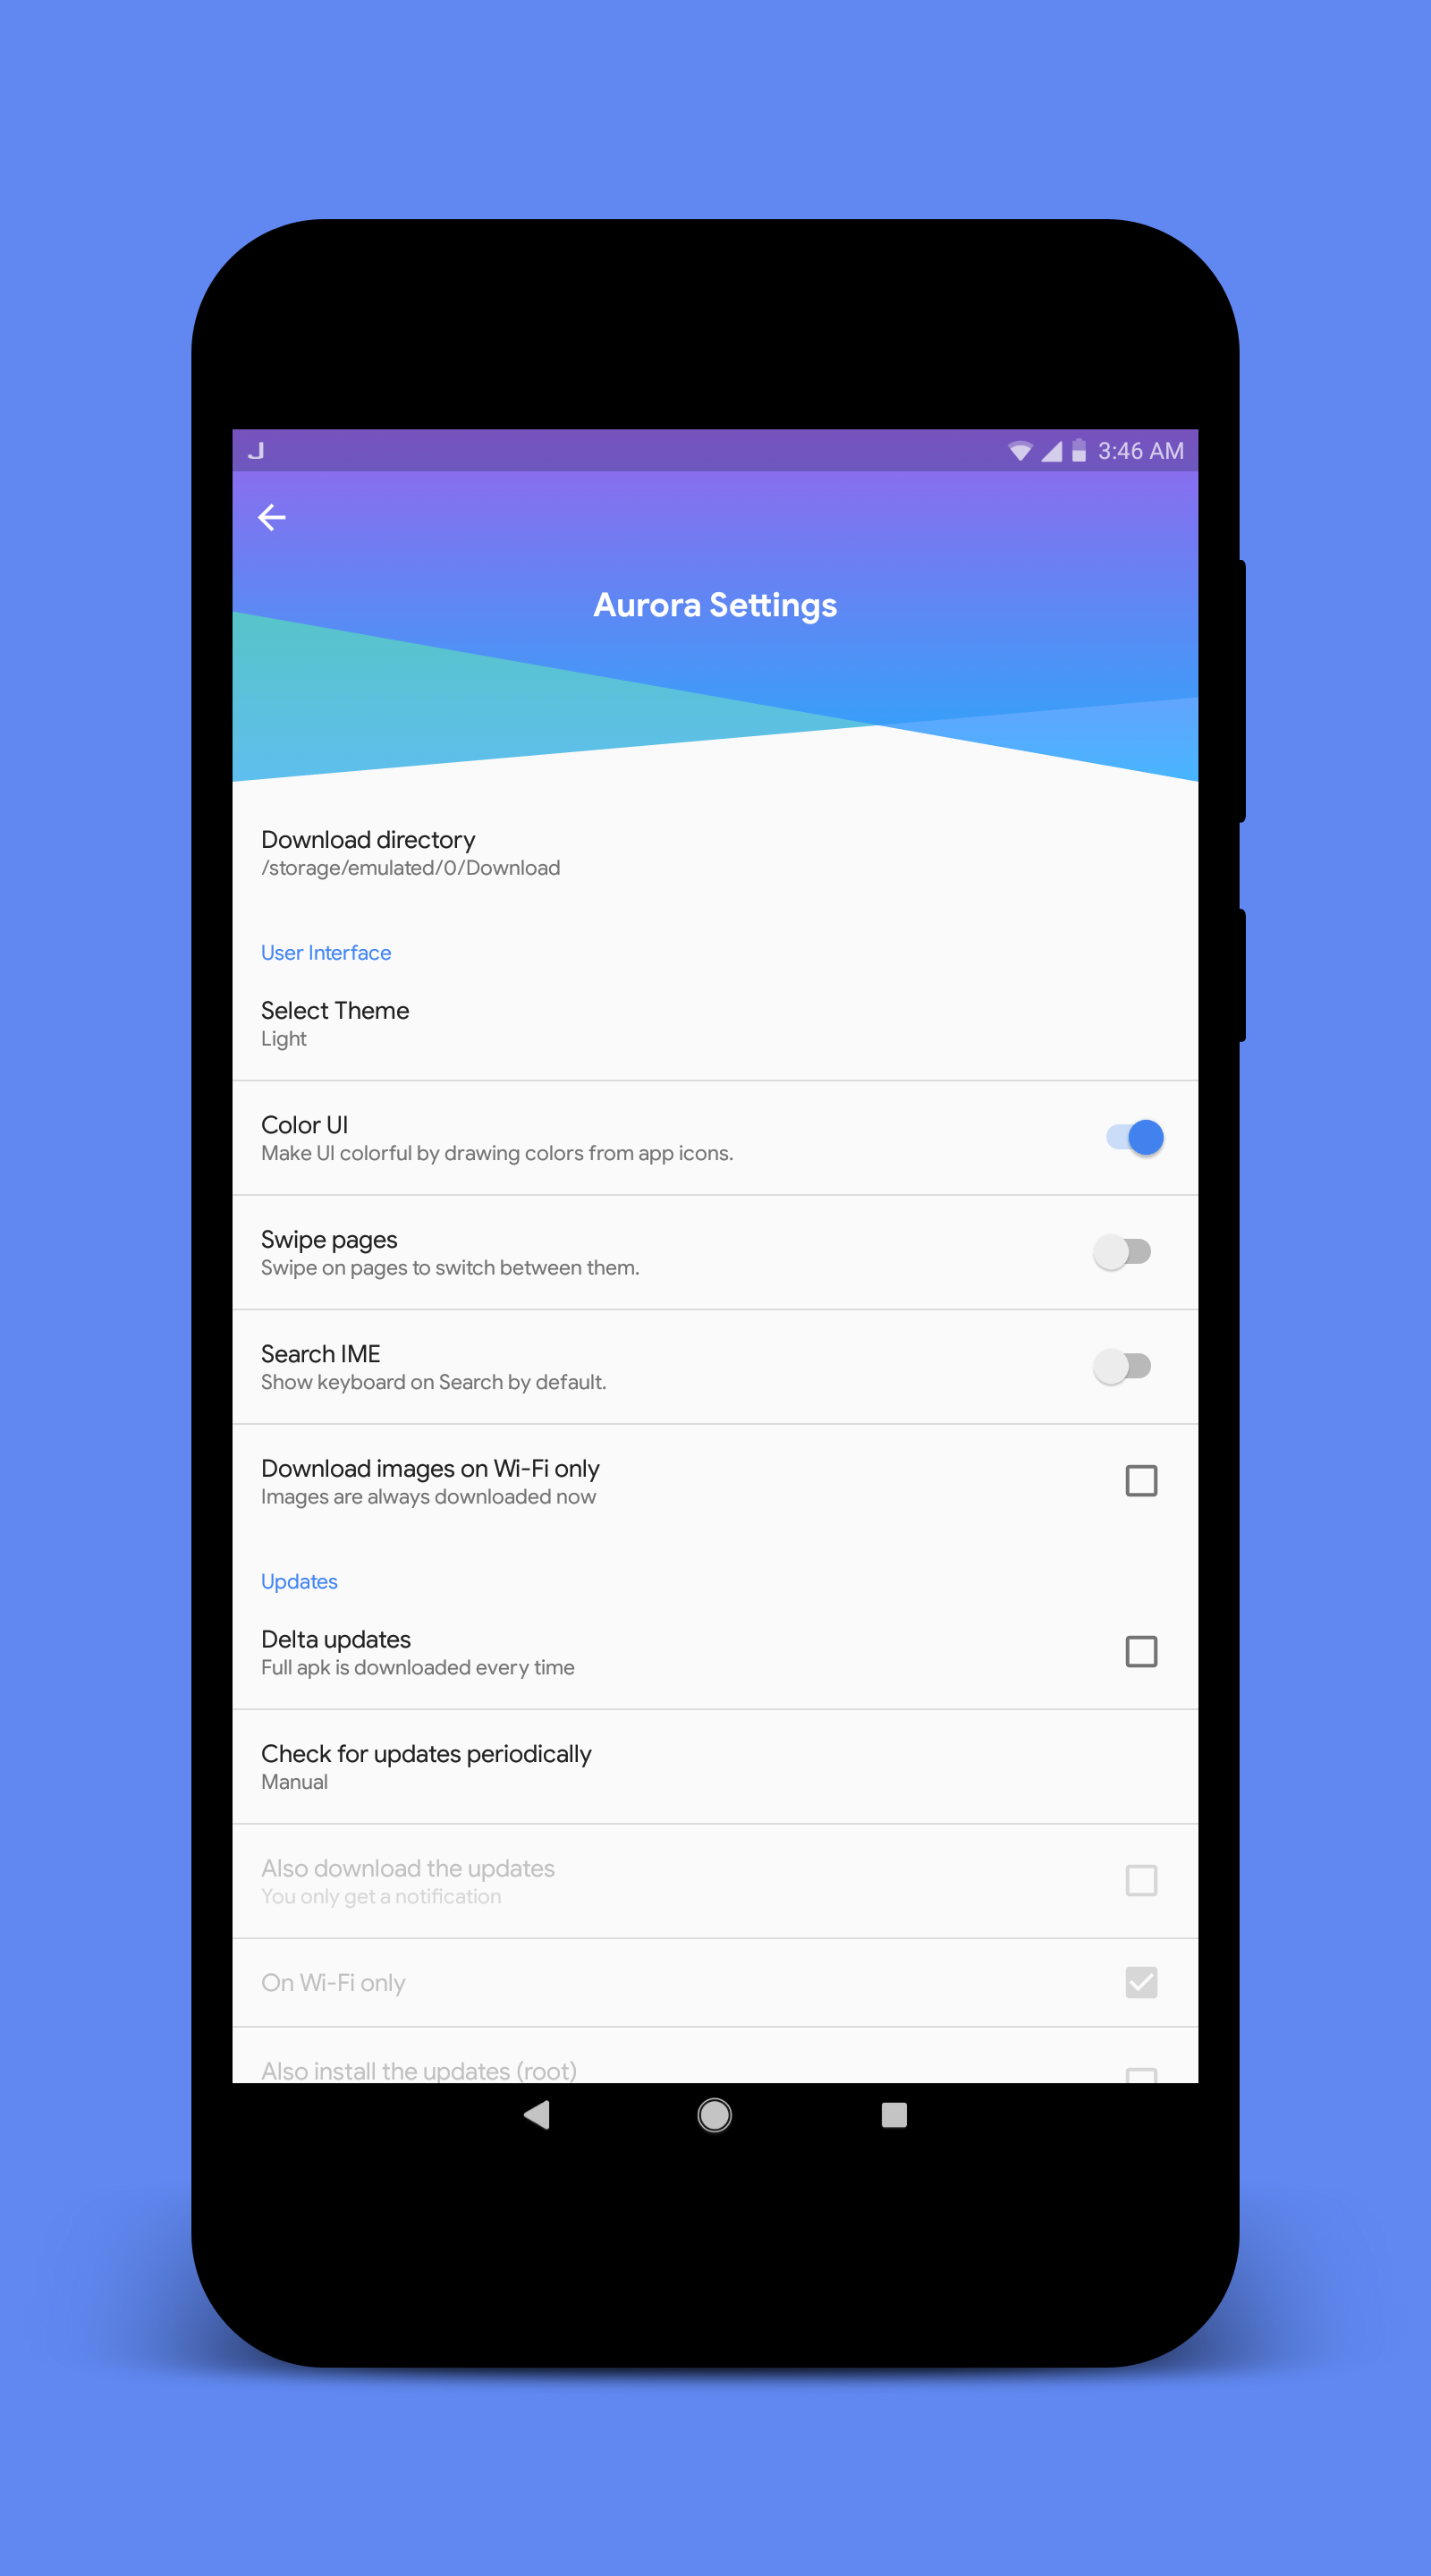 3:46 AM
Aurora Settings
Download directory
/storage/emulated/0/Download
User Interface
Select Theme
Light
Color UI
Make UI colorful by drawing colors from app icons.
Swipe pages
Swipe on pages to switch between them.
Search IME
Show keyboard on Search by default.
Download images on Wi-Fi only
Images are always downloaded now
Updates
Delta updates
Full apk is downloaded every time
Check for updates periodically
Manual
Also download the updates
You only get a notification
On Wi-Fi only
Also install the updates (root)